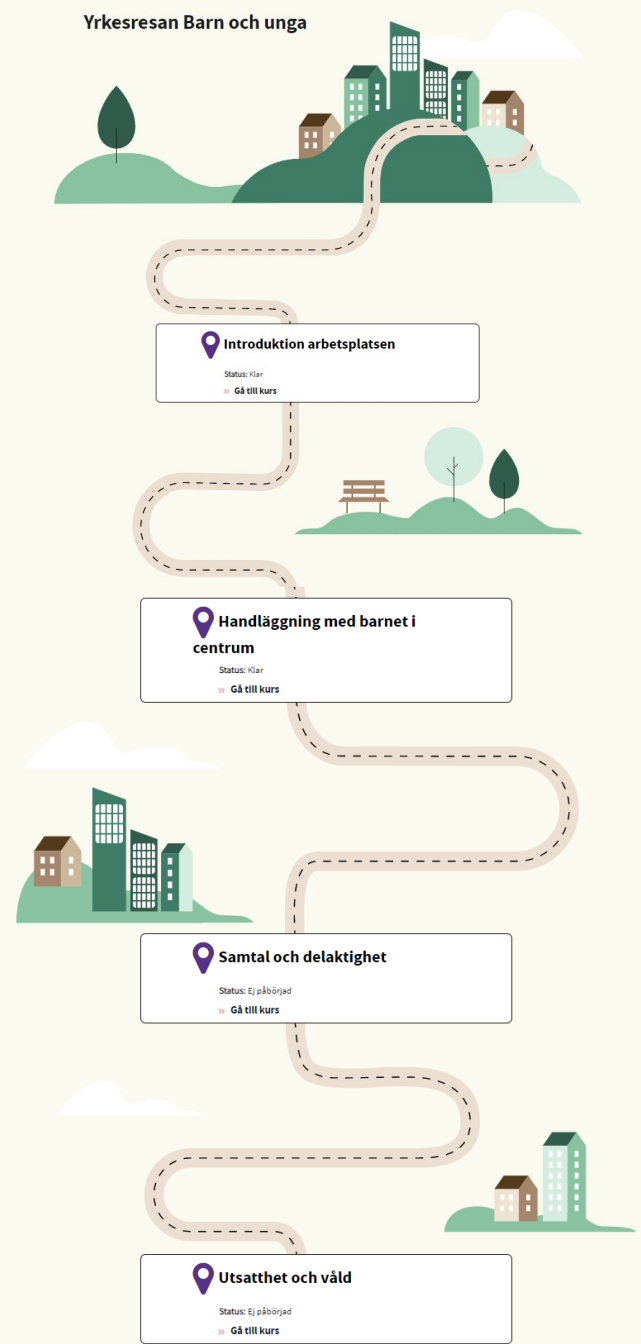 Yrkesresan Barn och unga
Introduktion arbetsplatsen
Status: Klar
» Gå till kurs
Handläggning med barnet i
centrum
Status: Klar
» Gå till kurs
Samtal och delaktighet
Status: Ej påbörjad
» Gå till kurs
Utsatthet och våld
Status: Ej påbörjad
» Gå till kurs